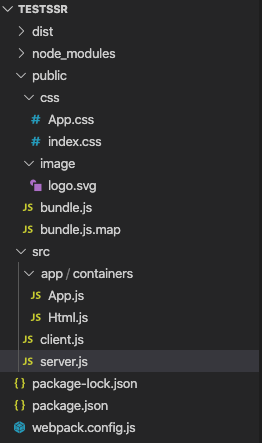 TESTSSR
dist
node_modules
public
css
# App.css
# index.css
image
logo.svg
JS bundle.js
JS bundle.js.map
src
app / containers
JS App.js
JS Html.js
JS client.js
JS server.js
{} package-lock.json
{} package.json
webpack.config.js